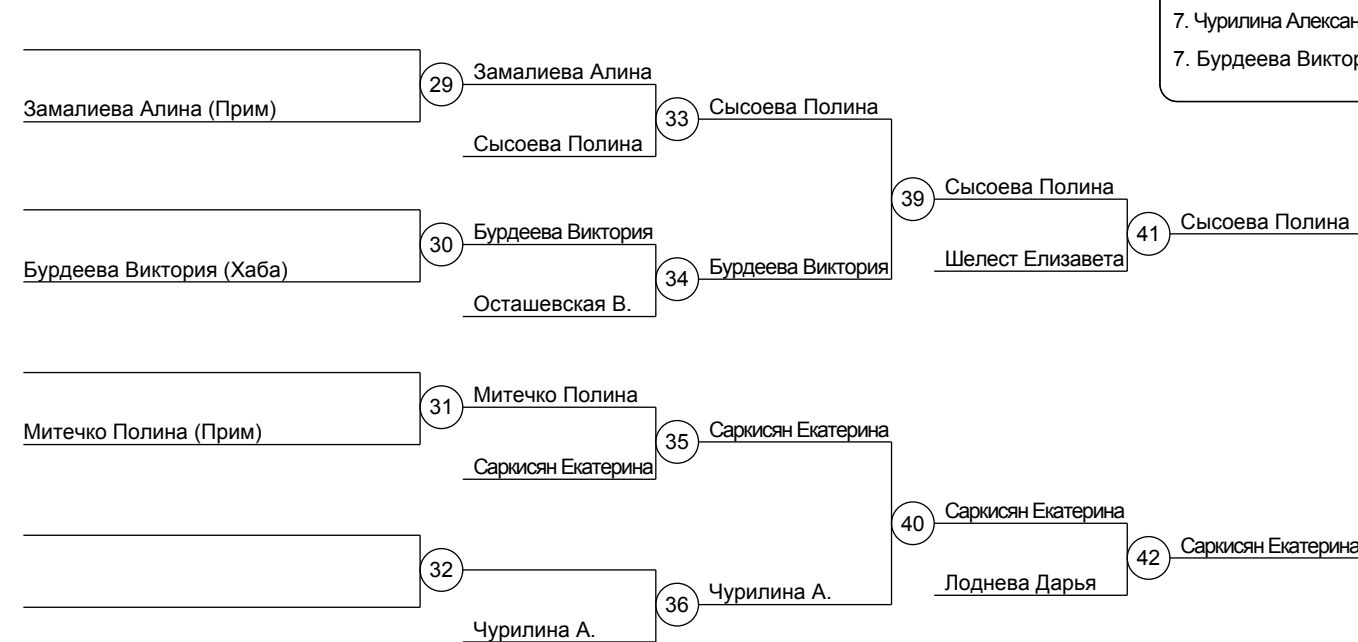 7. Чурилина Алексан
7. Бурдеева Виктор
Замалиева Алина (Прим)
29
Замалиева Алина
Сысоева Полина
33
Сысоева Полина
Бурдеева Виктория (Хаба)
30
Бурдеева Виктория
Осташевская В.
34
Бурдеева Виктория
39
Сысоева Полина
Шелест Елизавета
41
Сысоева Полина
Митечко Полина (Прим)
31
Митечко Полина
Саркисян Екатерина
35
Саркисян Екатерина
32
Чурилина А.
36
Чурилина А.
40
Саркисян Екатерина
Лоднева Дарья
42
Саркисян Екатерина